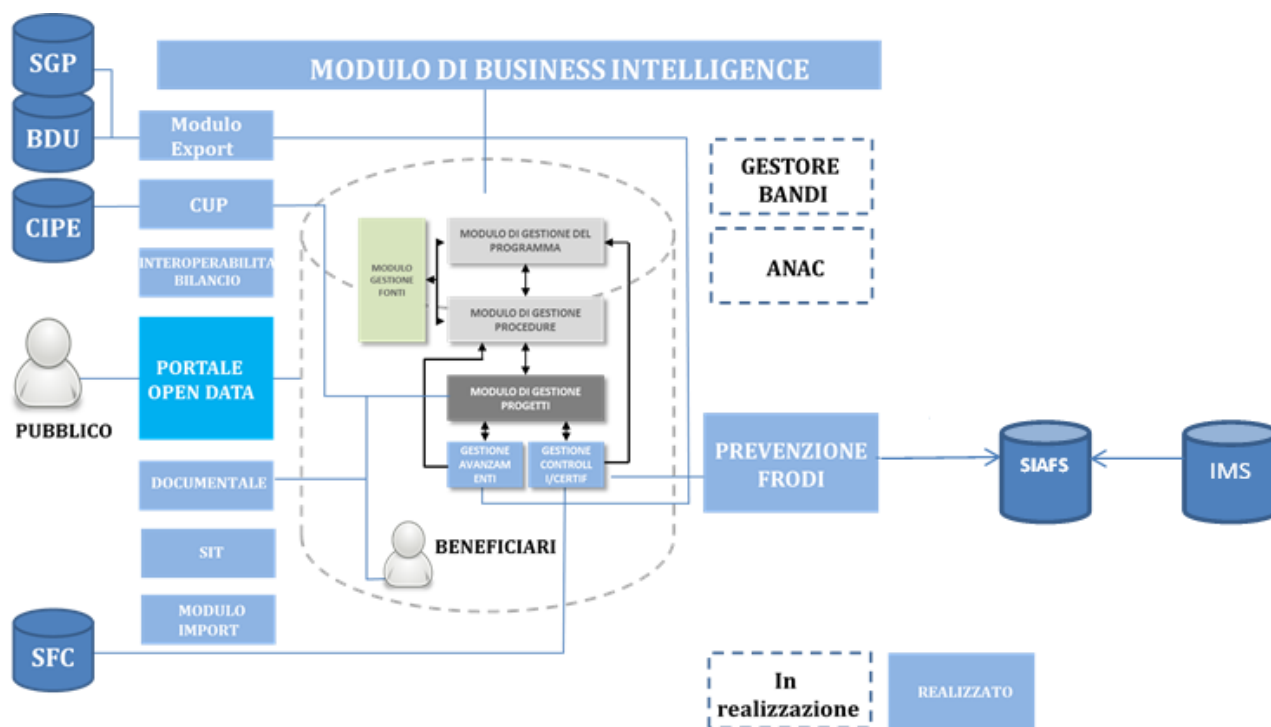 SGP
MODULO DI BUSINESS INTELLIGENCE
BDU
Modulo
Export
GESTORE
BANDI
CIPE
CUP
MODULO DI GESTIONE DEL
PROGRAMMA
ANAC
INTEROPERABILITA
BILANCIO
MODULO
GESTIONE
FONTI
MODULO DI GESTIONE
PROCEDURE
PORTALE
OPEN DATA
PUBBLICO
MODULO DI GESTIONE
PROGETTI
GESTIONE
AVANZAM
ENTI
GESTIONE
CONTROLL
I/CERTIF
PREVENZIONE
FRODI
SIAFS
IMS
DOCUMENTALE
BENEFICIARI
SIT
MODULO
IMPORT
SFC
In
realizzazione
REALIZZATO